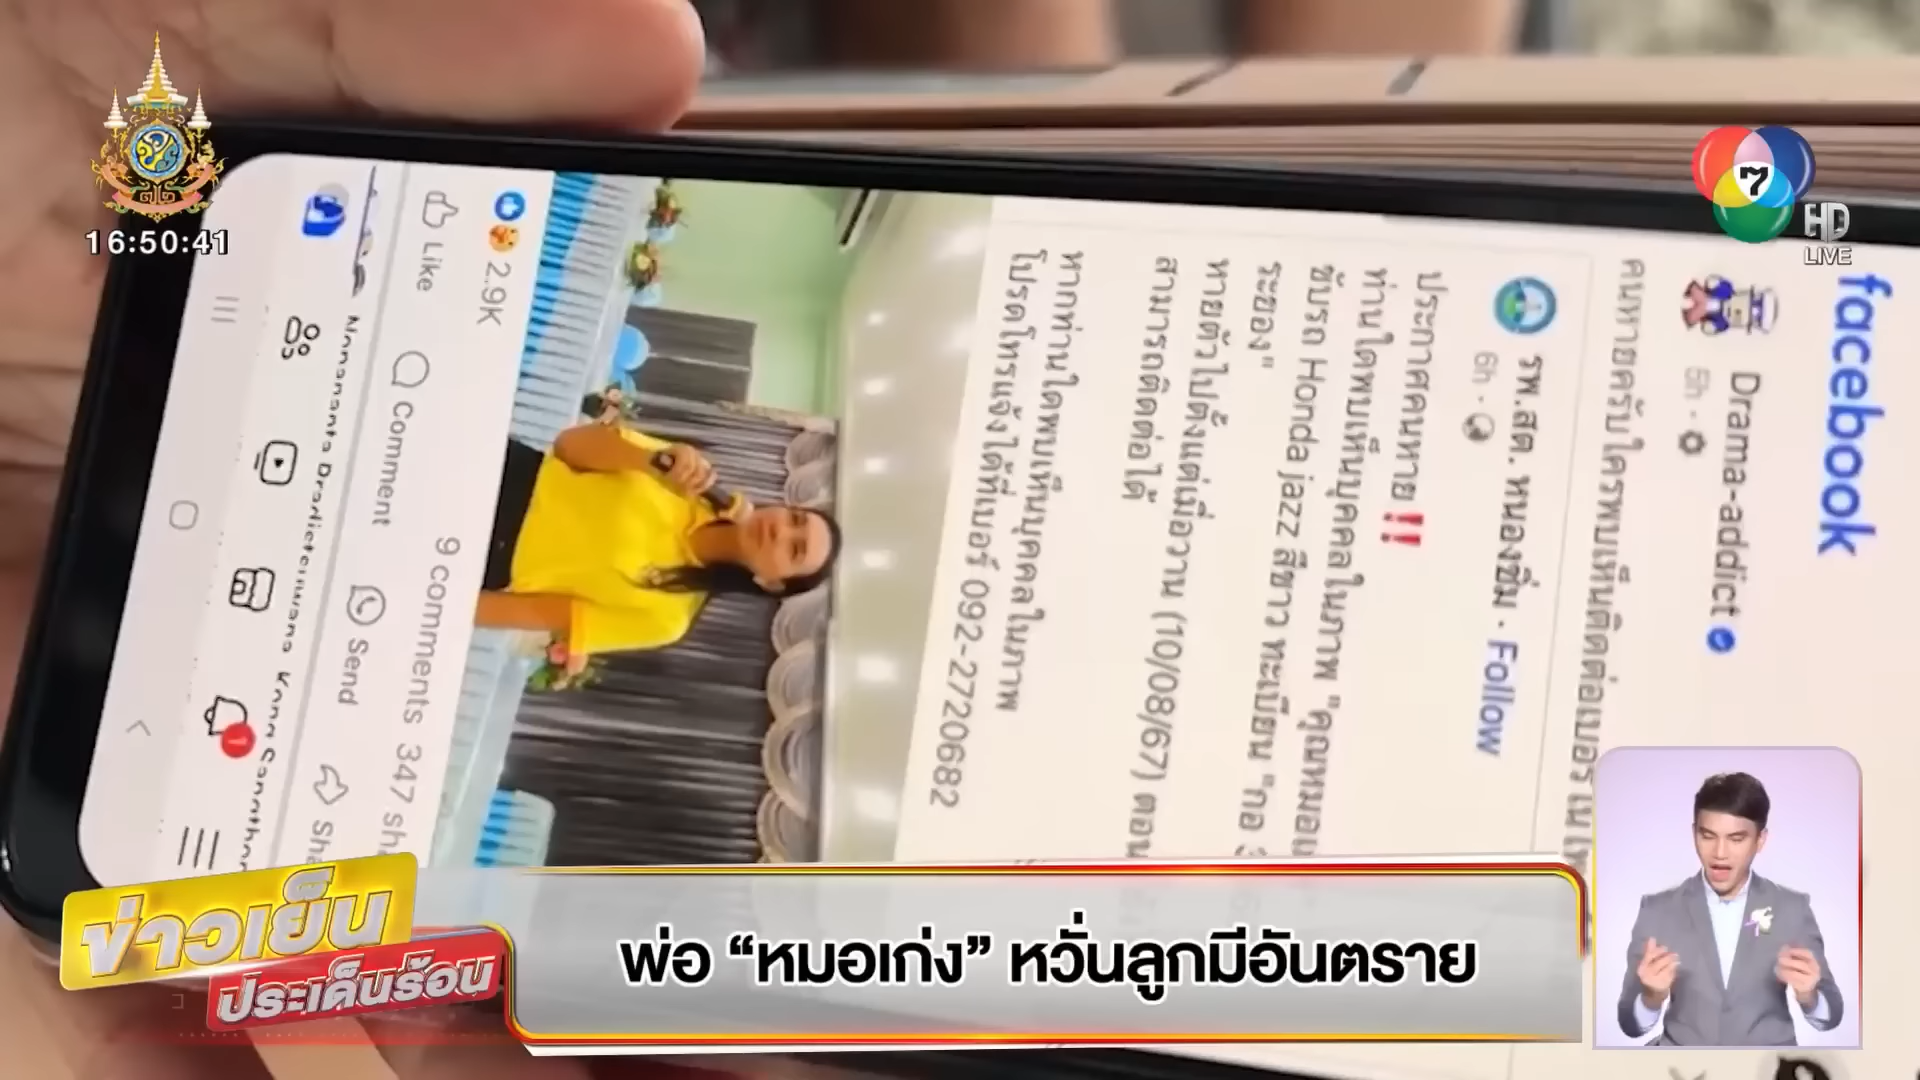 16:50:41
7
HD
LIVE
facebook
Drama-addict
5h
คนหายครับใครพบเห็นติดต่อเบอร์ใน
รพ.สต. หนองซิ่ม · Follow
6h
ประกาศคนหาย‼️
ท่านใดพบเห็นบุคคลในภาพ "คุณหมอ
ขับรถ Honda jazz สีขาว ทะเบียน "กอ
ระยอง"
หายตัวไปตั้งแต่เมื่อวาน (10/08/67) ตอน
สามารถติดต่อได้
หากท่านใดพบเห็นบุคคลในภาพ
โปรดโทรแจ้งได้ที่เบอร์ 092-2720682
2.9K
9 comments 347 sh
Like
Comment
Send
Sh
1
ข่าวเย็น
ประเด็นร้อน
พ่อ “หมอเก่ง” หวั่นลูกมีอันตราย